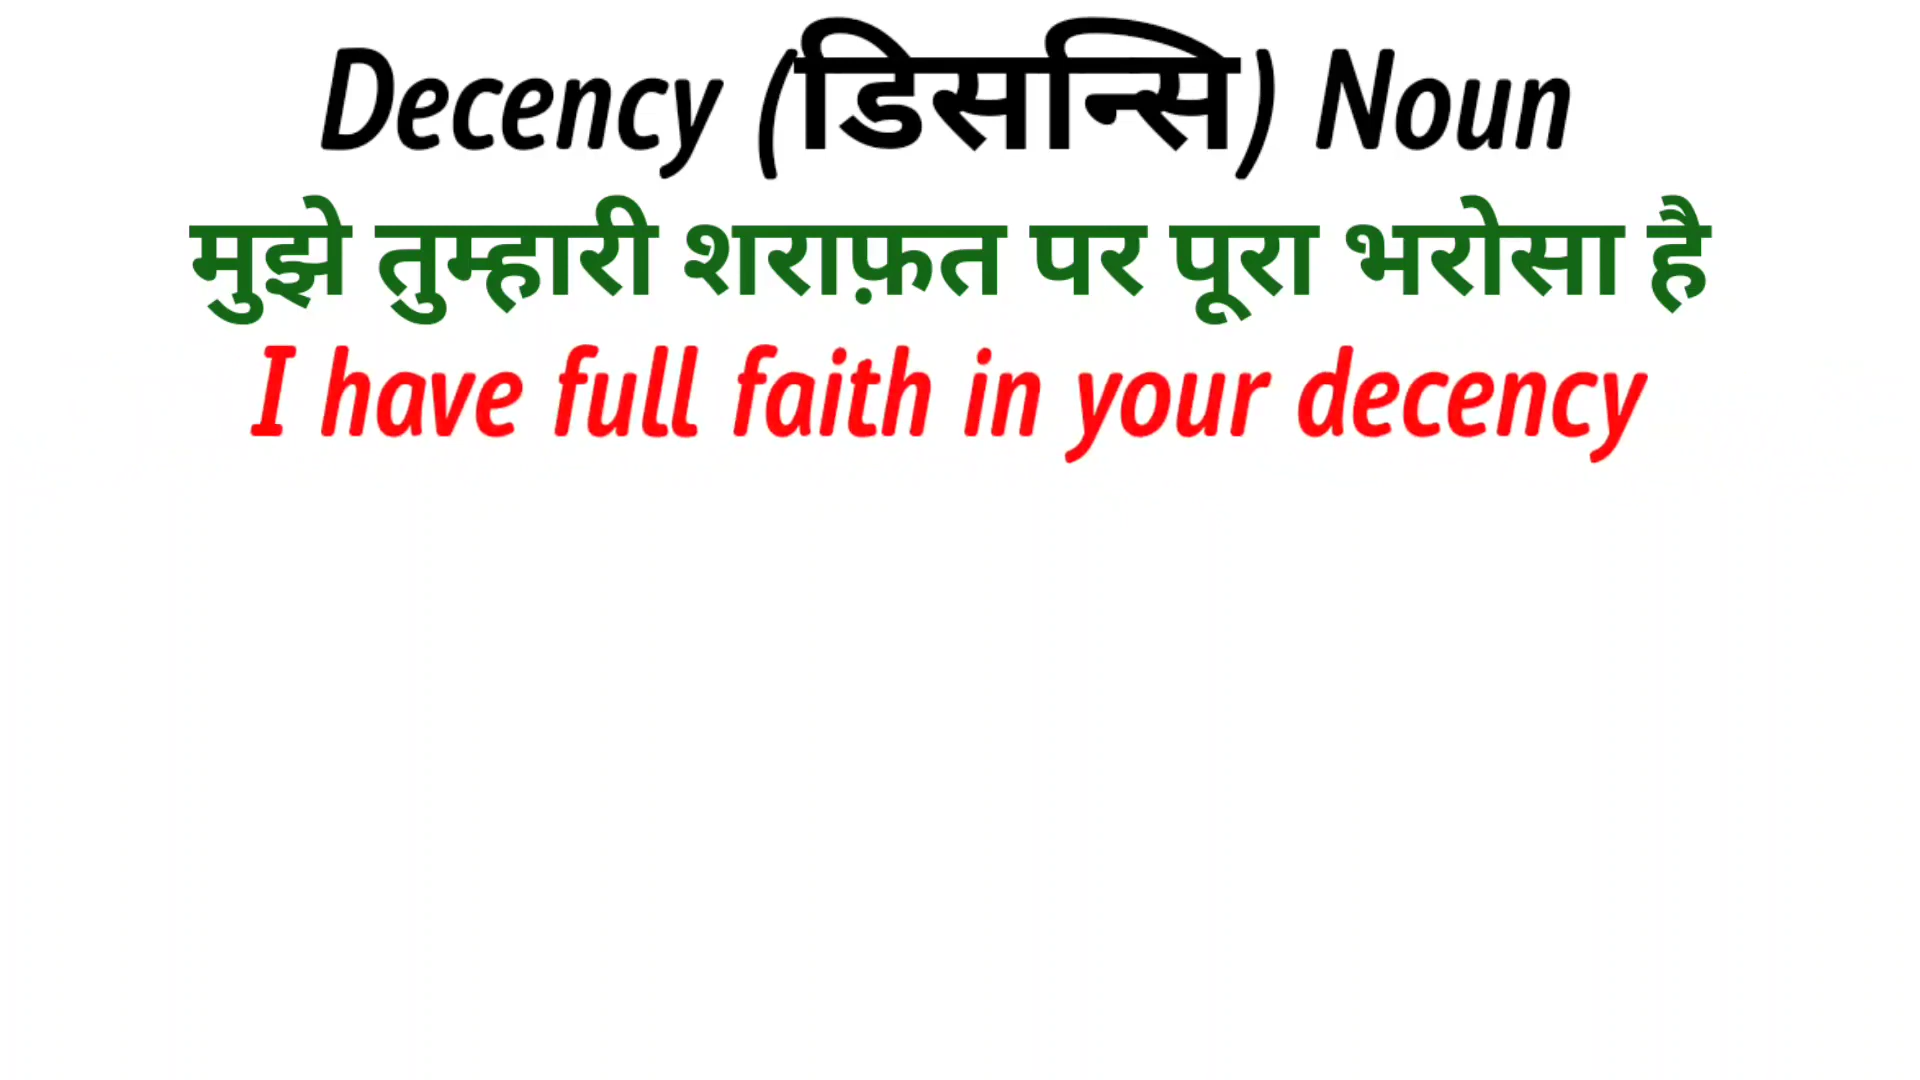 Decency (डिसन्सि) Noun
मुझे तुम्हारी शराफ़त पर पूरा भरोसा है
I have full faith in your decency